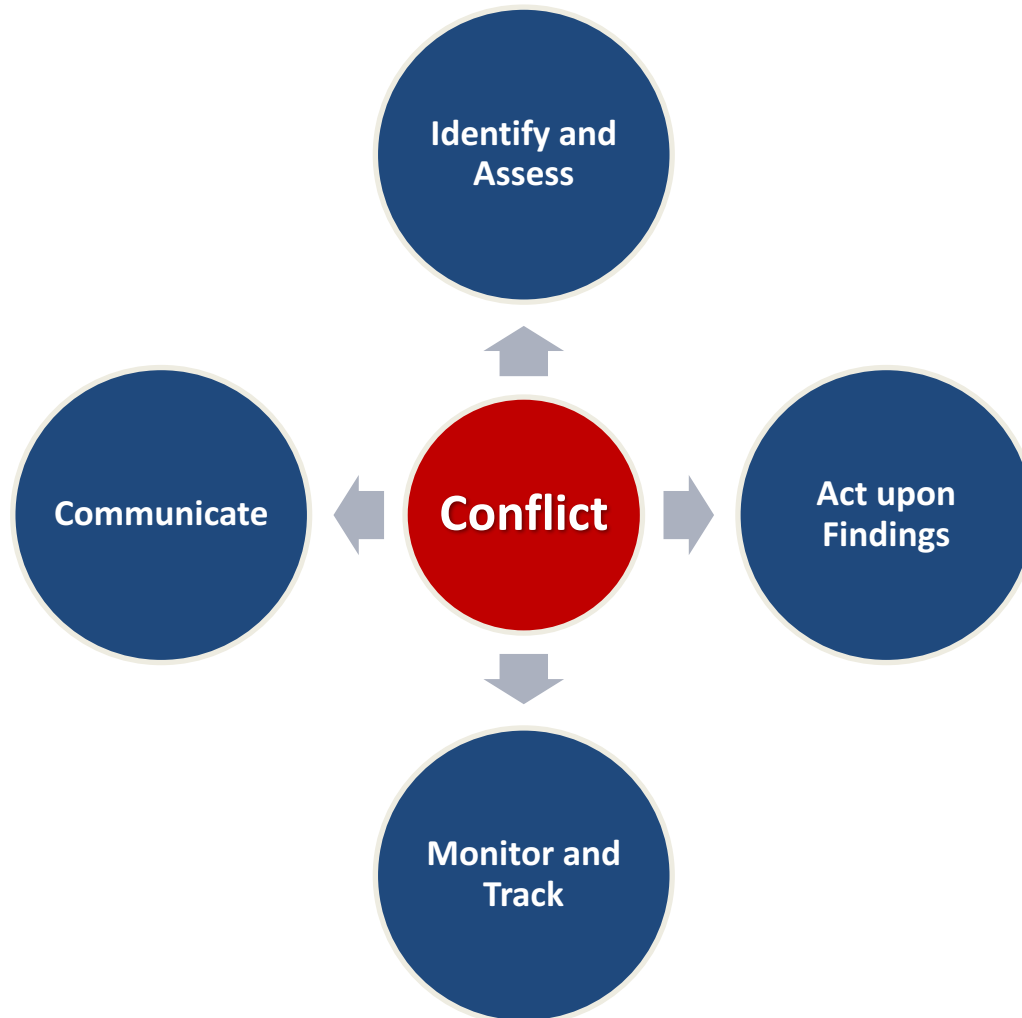 Identify and
Assess
Communicate
Conflict
Act upon
Findings
Monitor and
Track